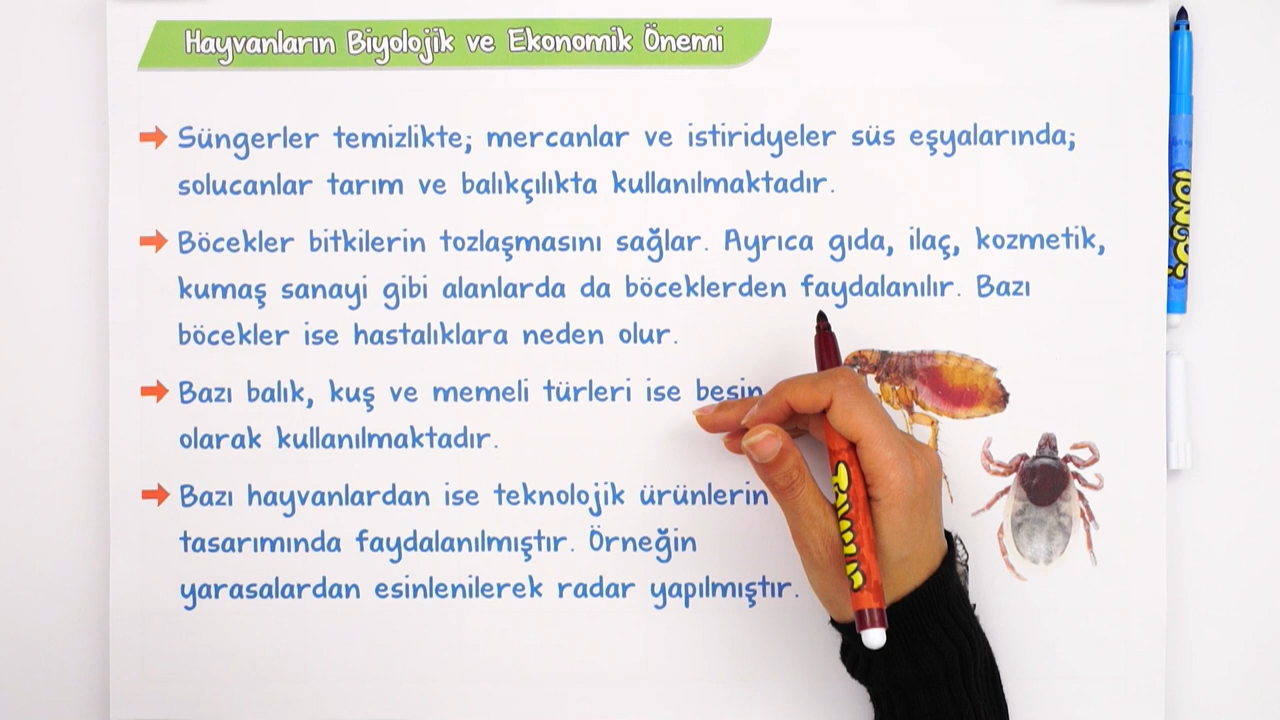 Hayvanların Biyolojik ve Ekonomik Önemi
Süngerler temizlikte; mercanlar ve istiridyeler süs eşyalarında;
solucanlar tarım ve balıkçılıkta kullanılmaktadır.
Böcekler bitkilerin tozlaşmasını sağlar. Ayrıca gıda, ilaç, kozmetik,
kumaş sanayi gibi alanlarda da böceklerden faydalanılır. Bazı
böcekler ise hastalıklara neden olur.
Bazı balık, kuş ve memeli türleri ise besin
olarak kullanılmaktadır.
Bazı hayvanlardan ise teknolojik ürünlerin
tasarımında faydalanılmıştır. Örneğin
yarasalardan esinlenilerek radar yapılmıştır.